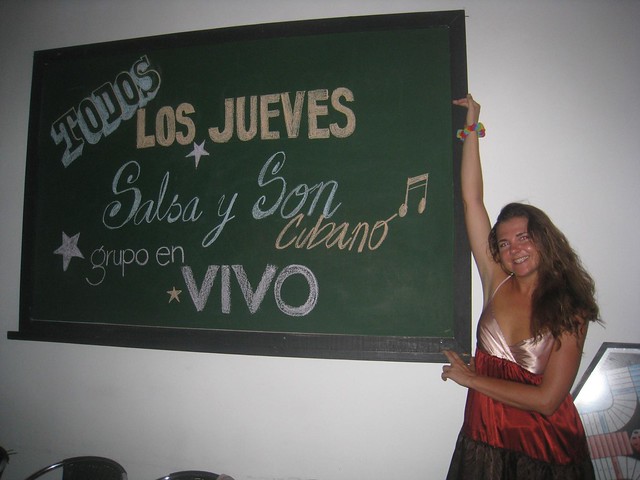 TODOS
LOS JUEVES
Salsa y Son
Cubano
grupo en
VIVO